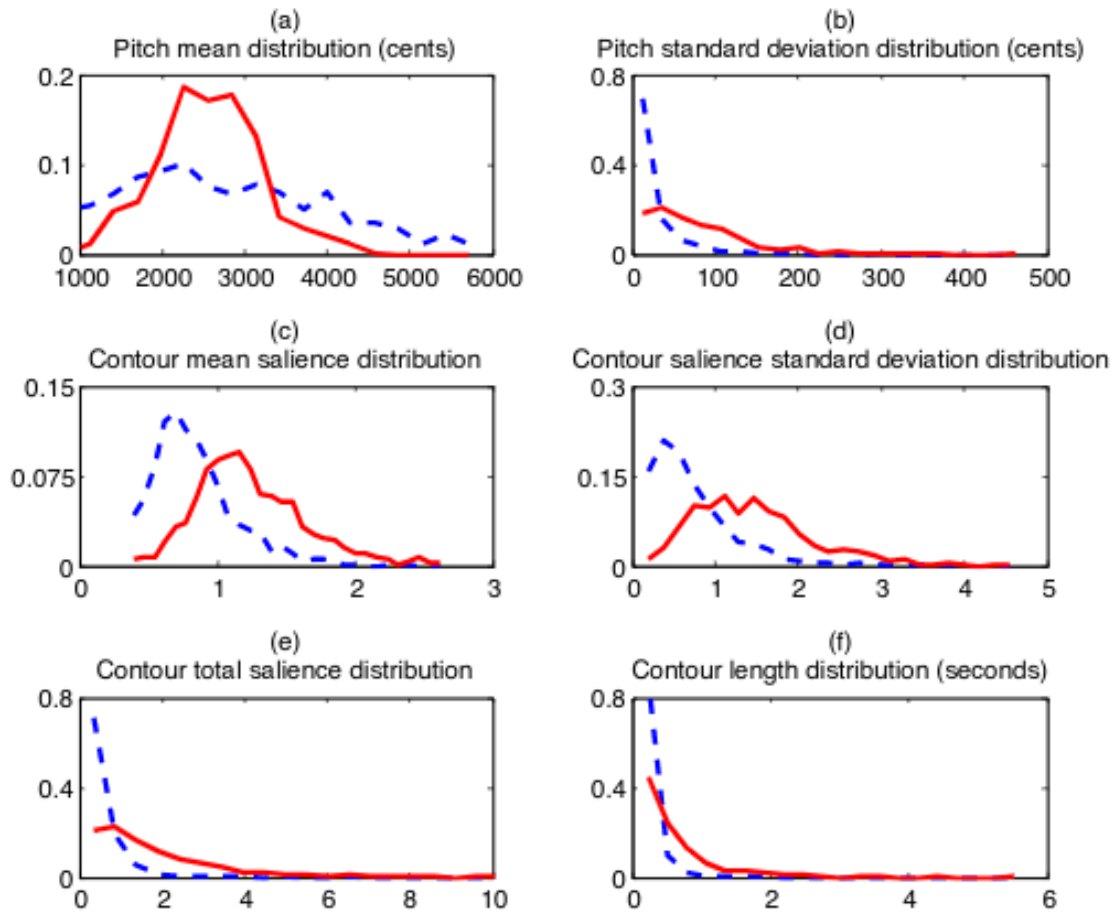 (a)
Pitch mean distribution (cents)
0.2
0.1
0
1000 2000 3000 4000 5000 6000
(b)
Pitch standard deviation distribution (cents)
0.8
0.4
0
0 100 200 300 400 500
(c)
Contour mean salience distribution
0.15
0.075
0
0 1 2 3
(d)
Contour salience standard deviation distribution
0.3
0.15
0
0 1 2 3 4 5
(e)
Contour total salience distribution
0.8
0.4
0
0 2 4 6 8 10
(f)
Contour length distribution (seconds)
0.8
0.4
0
0 2 4 6